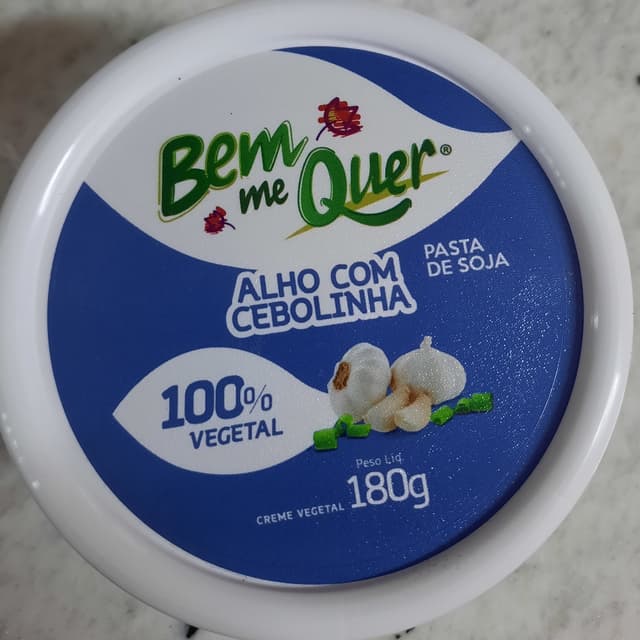 Bem
me Quer®
ALHO COM
CEBOLINHA
PASTA
DE SOJA
100%
VEGETAL
Peso Líq.
CREME VEGETAL 180g